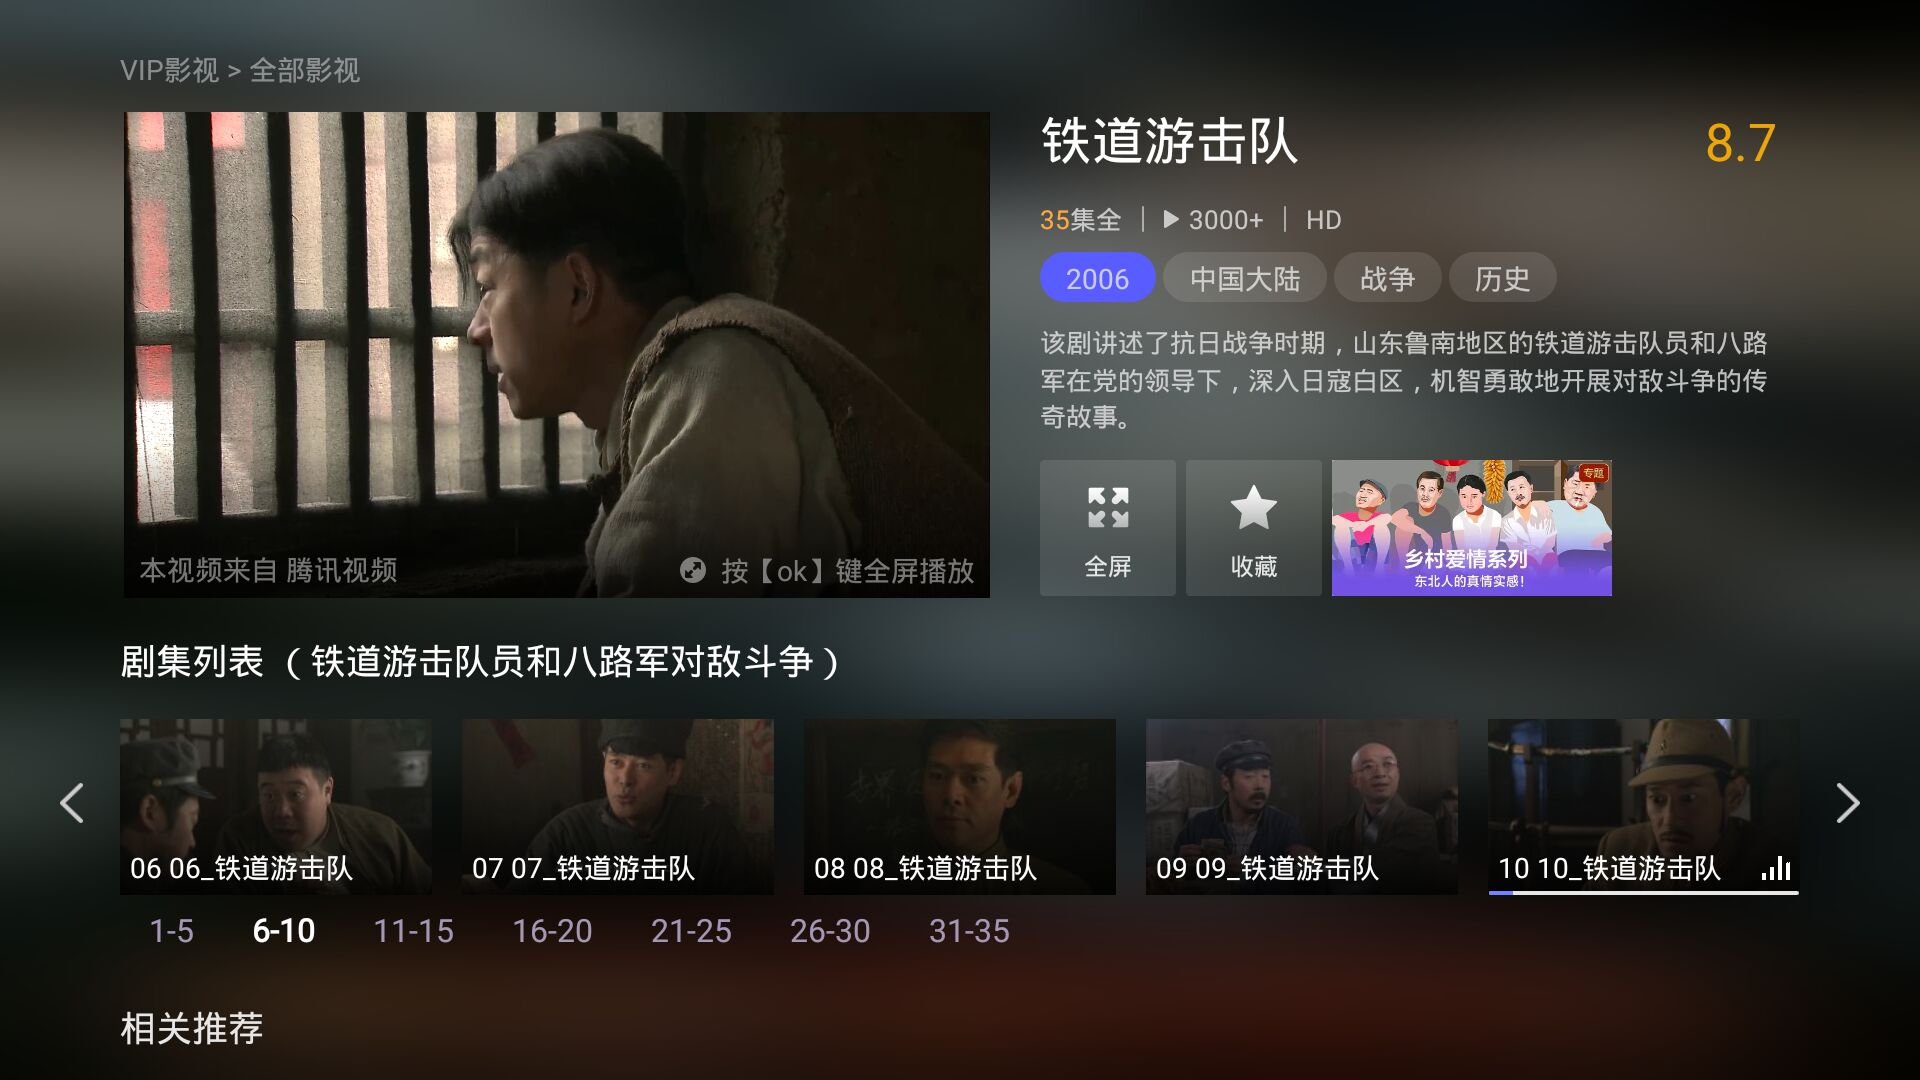 VIP影视 > 全部影视
铁道游击队
8.7
35集全 | 3000+ | HD
2006 中国大陆 战争 历史
该剧讲述了抗日战争时期，山东鲁南地区的铁道游击队员和八路
军在党的领导下，深入日寇白区，机智勇敢地开展对敌斗争的传
奇故事。
本视频来自 腾讯视频
按【ok】键全屏播放
全屏
收藏
专题
乡村爱情系列
东北人的真情实感!
剧集列表 （铁道游击队员和八路军对敌斗争）
06 06_铁道游击队
07 07_铁道游击队
08 08_铁道游击队
09 09_铁道游击队
10 10_铁道游击队
1-5 6-10 11-15 16-20 21-25 26-30 31-35
相关推荐